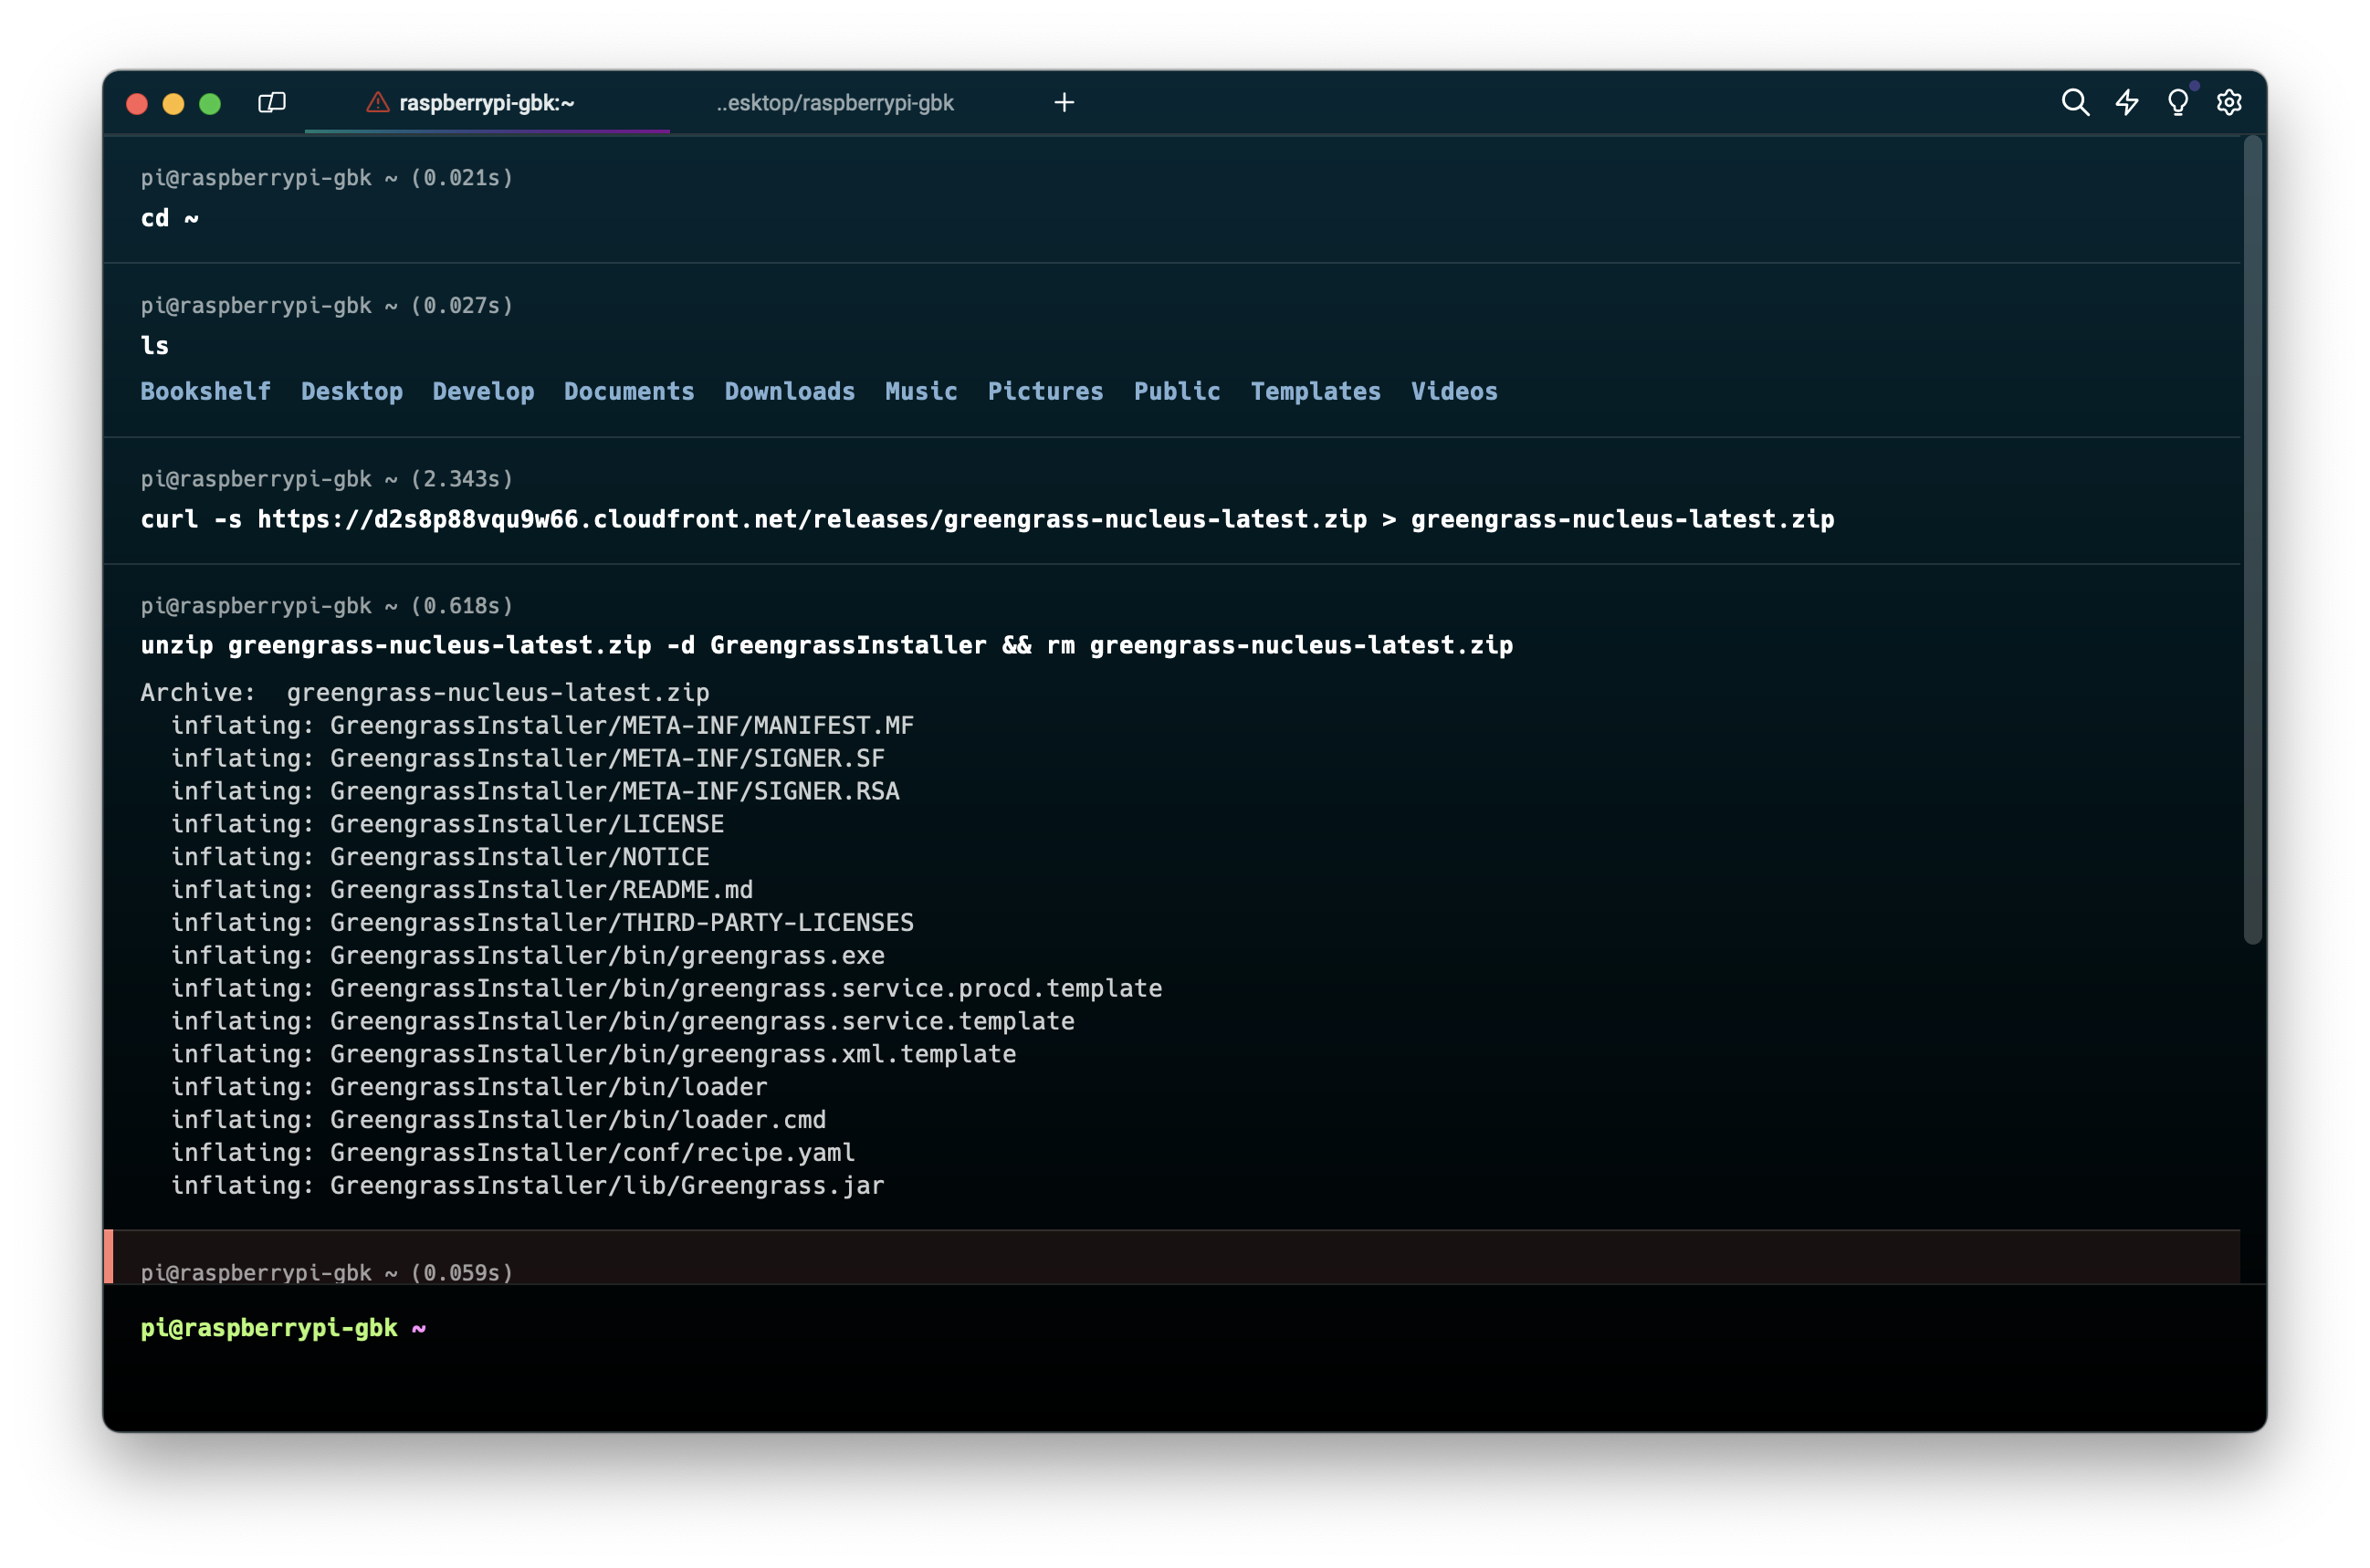 raspberrypi-gbk:~
..esktop/raspberrypi-gbk
pi@raspberrypi-gbk ~ (0.021s)
cd ~
pi@raspberrypi-gbk ~ (0.027s)
ls
Bookshelf  Desktop  Develop  Documents  Downloads  Music  Pictures  Public  Templates  Videos
pi@raspberrypi-gbk ~ (2.343s)
curl -s https://d2s8p88vqu9w66.cloudfront.net/releases/greengrass-nucleus-latest.zip > greengrass-nucleus-latest.zip
pi@raspberrypi-gbk ~ (0.618s)
unzip greengrass-nucleus-latest.zip -d GreengrassInstaller && rm greengrass-nucleus-latest.zip
Archive:  greengrass-nucleus-latest.zip
  inflating: GreengrassInstaller/META-INF/MANIFEST.MF
  inflating: GreengrassInstaller/META-INF/SIGNER.SF
  inflating: GreengrassInstaller/META-INF/SIGNER.RSA
  inflating: GreengrassInstaller/LICENSE
  inflating: GreengrassInstaller/NOTICE
  inflating: GreengrassInstaller/README.md
  inflating: GreengrassInstaller/THIRD-PARTY-LICENSES
  inflating: GreengrassInstaller/bin/greengrass.exe
  inflating: GreengrassInstaller/bin/greengrass.service.procd.template
  inflating: GreengrassInstaller/bin/greengrass.service.template
  inflating: GreengrassInstaller/bin/greengrass.xml.template
  inflating: GreengrassInstaller/bin/loader
  inflating: GreengrassInstaller/bin/loader.cmd
  inflating: GreengrassInstaller/conf/recipe.yaml
  inflating: GreengrassInstaller/lib/Greengrass.jar
pi@raspberrypi-gbk ~ (0.059s)
pi@raspberrypi-gbk ~